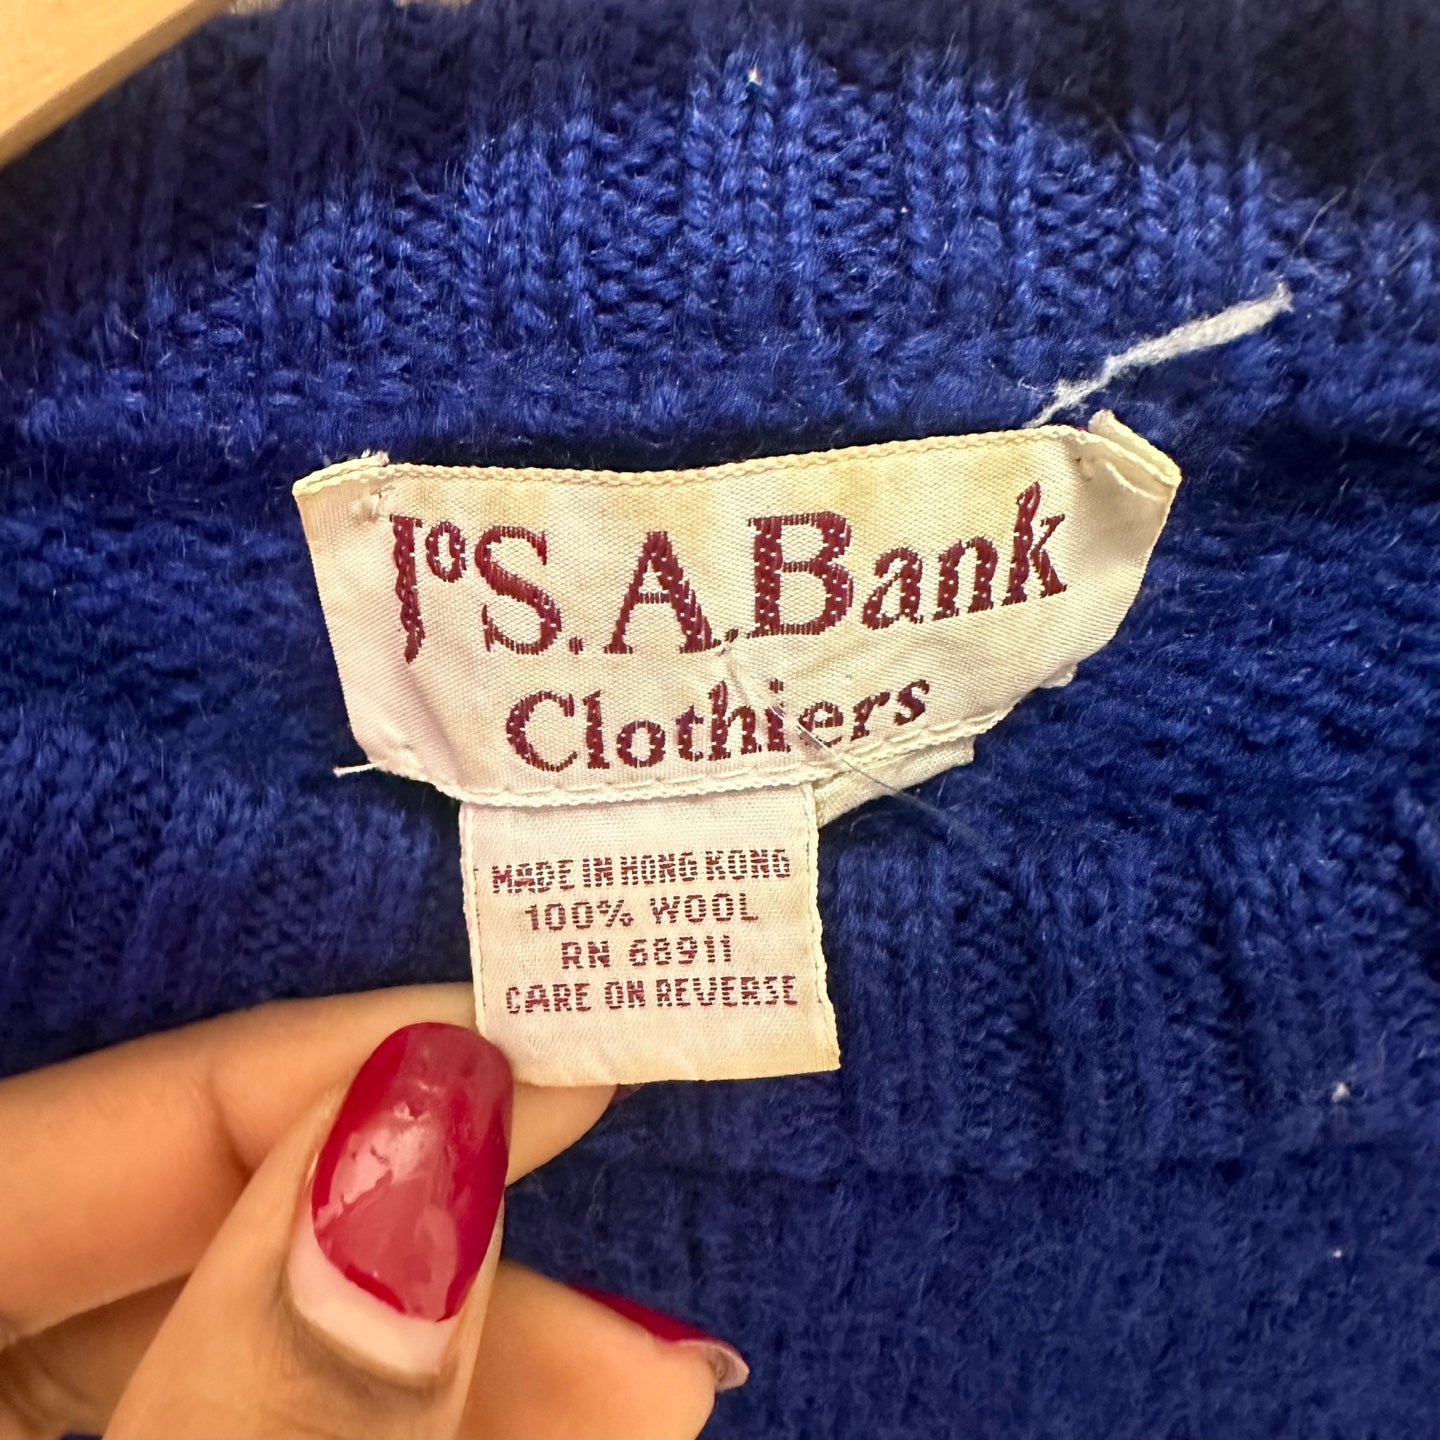 JoS.A.Bank
Clothiers
MADE IN HONG KONG
100% WOOL
RN 68911
CARE ON REVERSE